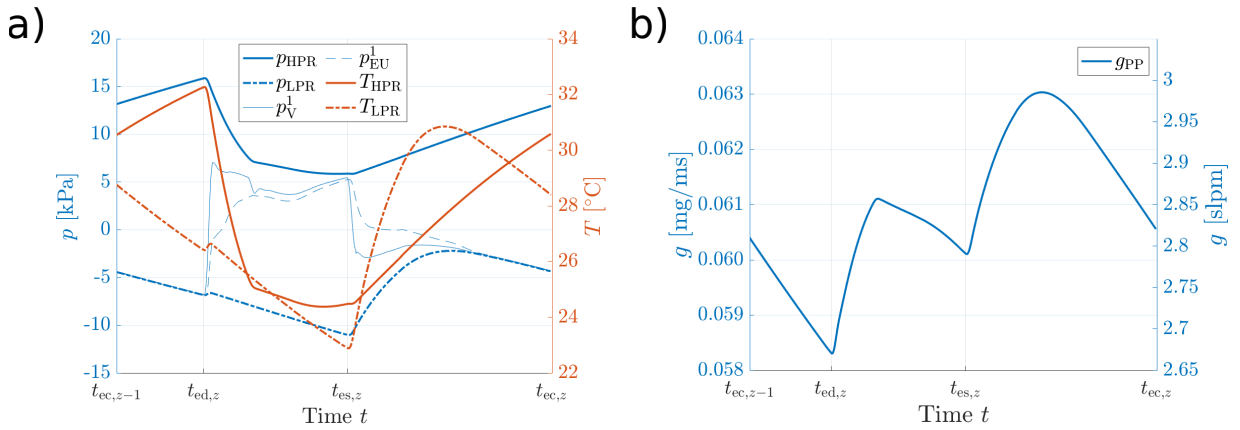 a)
20
15
10
5
0
-5
-10
-15
p [kPa]
p_HPR
p_LPR
p_V^1
p_EU^1
T_HPR
T_LPR
34
32
30
28
26
24
22
T [°C]
t_ec,z−1
t_ed,z
t_es,z
t_ec,z
Time t
b)
0.064
0.063
0.062
0.061
0.060
0.059
0.058
g [mg/ms]
g_PP
3
2.95
2.9
2.85
2.8
2.75
2.7
2.65
g [slpm]
t_ec,z−1
t_ed,z
t_es,z
t_ec,z
Time t